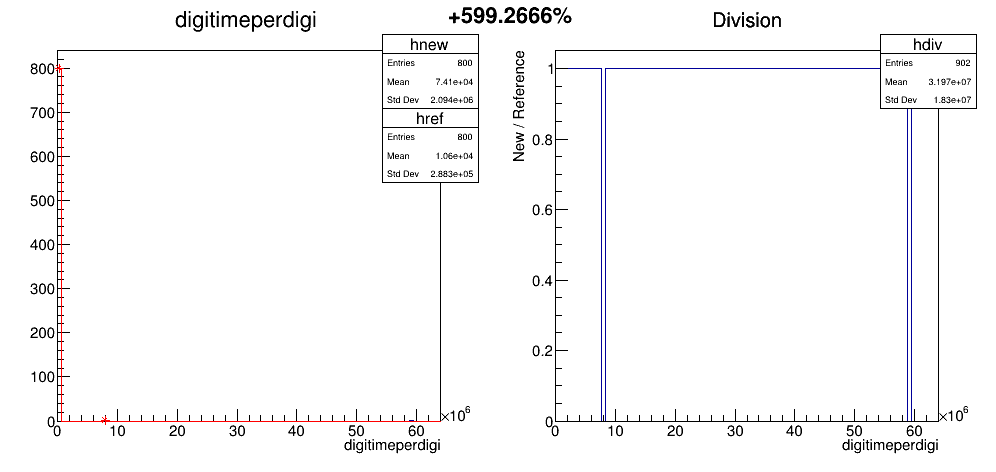 +599.2666%
digitimeperdigi
hnew
Entries 800
Mean 7.41e+04
Std Dev 2.094e+06
href
Entries 800
Mean 1.06e+04
Std Dev 2.883e+05
800
700
600
500
400
300
200
100
0
0 10 20 30 40 50 60
×10⁶
digitimeperdigi
Division
hdiv
Entries 902
Mean 3.197e+07
Std Dev 1.83e+07
New / Reference
1
0.8
0.6
0.4
0.2
0
0 10 20 30 40 50 60
×10⁶
digitimeperdigi